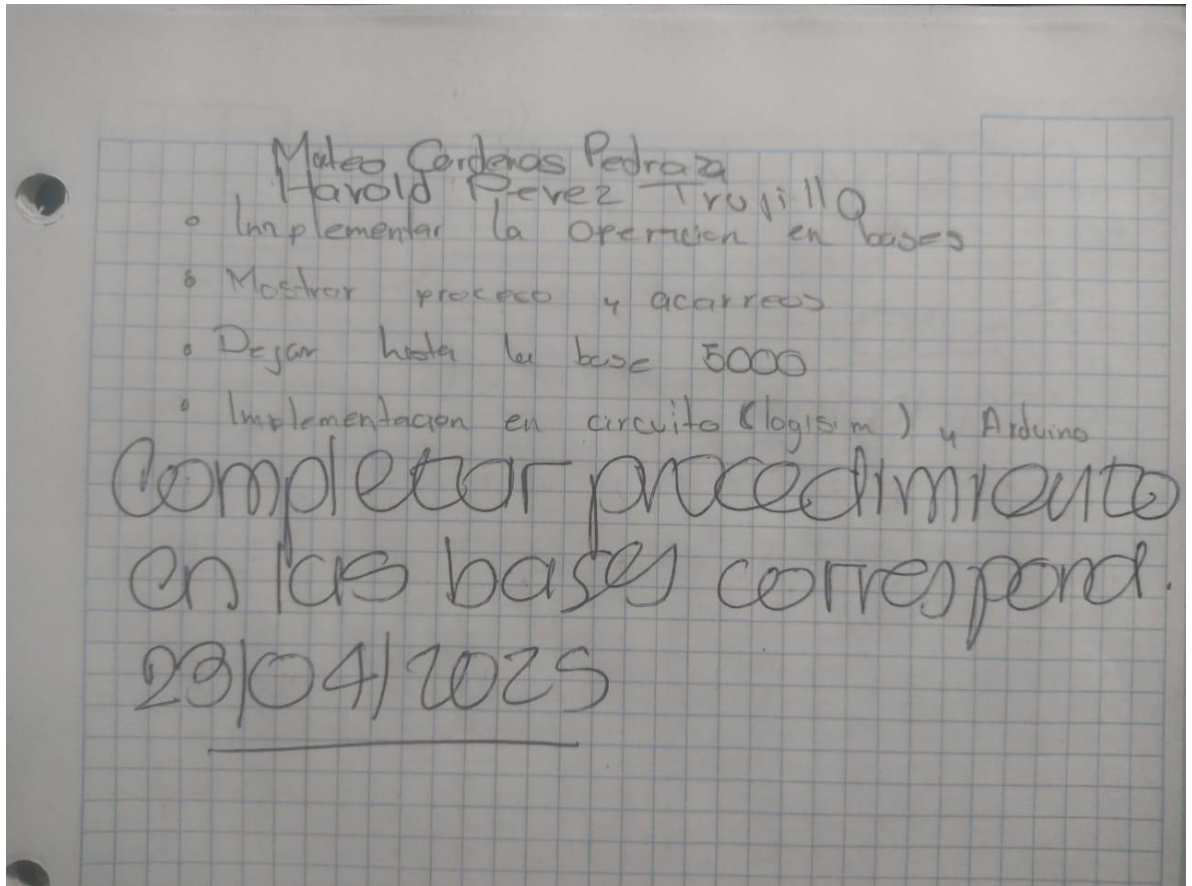 Mateo Cardenas Pedraza
Harold Perez Trujillo
• Implementar la Operacion en bases
• Mostrar proceso y acarreos
• Dejar hasta la base 5000
• Implementacion en circuito (logisim) y Arduino
Completar procedimiento
en las bases correspond.
29/04/2025